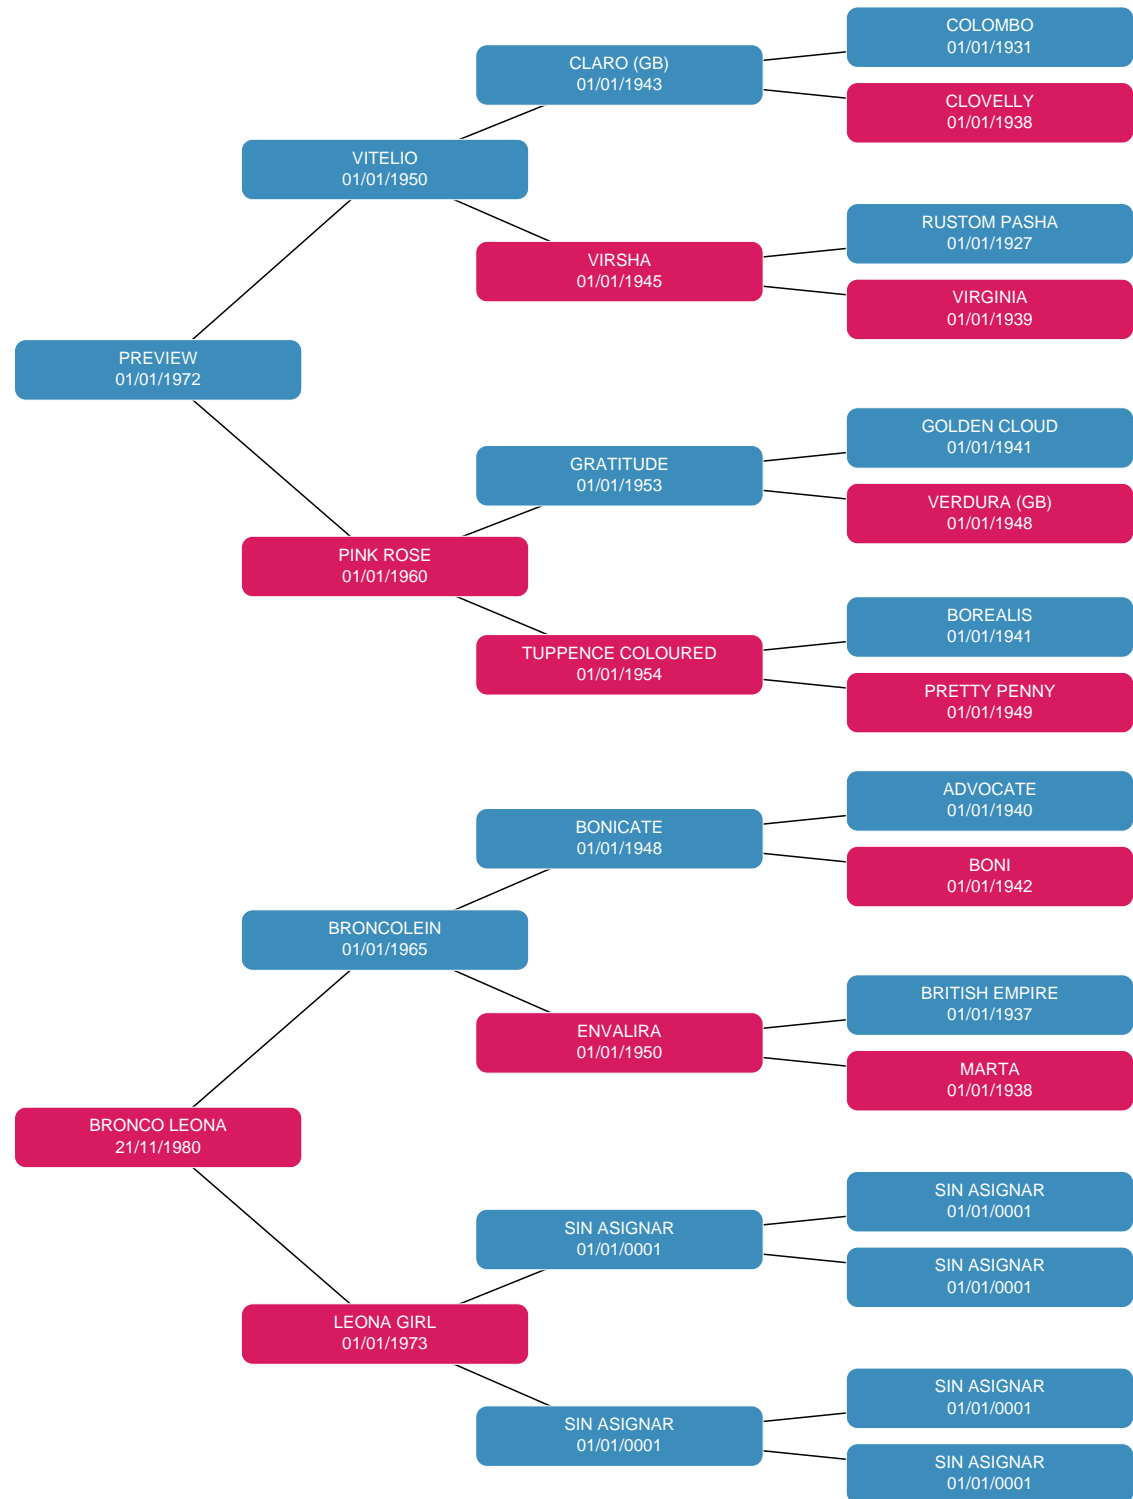 COLOMBO
01/01/1931
CLARO (GB)
01/01/1943
CLOVELLY
01/01/1938
VITELIO
01/01/1950
RUSTOM PASHA
01/01/1927
VIRSHA
01/01/1945
VIRGINIA
01/01/1939
PREVIEW
01/01/1972
GOLDEN CLOUD
01/01/1941
GRATITUDE
01/01/1953
VERDURA (GB)
01/01/1948
PINK ROSE
01/01/1960
BOREALIS
01/01/1941
TUPPENCE COLOURED
01/01/1954
PRETTY PENNY
01/01/1949
ADVOCATE
01/01/1940
BONICATE
01/01/1948
BONI
01/01/1942
BRONCOLEIN
01/01/1965
BRITISH EMPIRE
01/01/1937
ENVALIRA
01/01/1950
MARTA
01/01/1938
BRONCO LEONA
21/11/1980
SIN ASIGNAR
01/01/0001
SIN ASIGNAR
01/01/0001
SIN ASIGNAR
01/01/0001
LEONA GIRL
01/01/1973
SIN ASIGNAR
01/01/0001
SIN ASIGNAR
01/01/0001
SIN ASIGNAR
01/01/0001